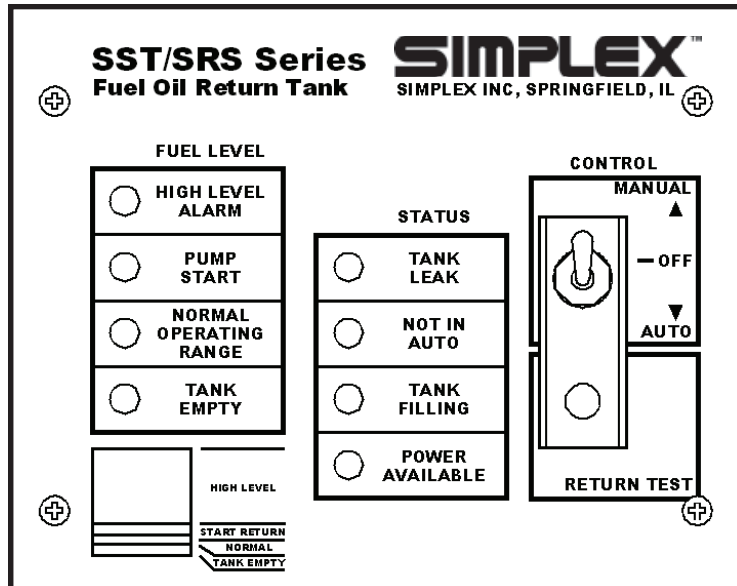 SST/SRS Series
Fuel Oil Return Tank
SIMPLEX™
SIMPLEX INC, SPRINGFIELD, IL
FUEL LEVEL
HIGH LEVEL
ALARM
PUMP
START
NORMAL
OPERATING
RANGE
TANK
EMPTY
HIGH LEVEL
START RETURN
NORMAL
TANK EMPTY
STATUS
TANK
LEAK
NOT IN
AUTO
TANK
FILLING
POWER
AVAILABLE
CONTROL
MANUAL
OFF
AUTO
RETURN TEST